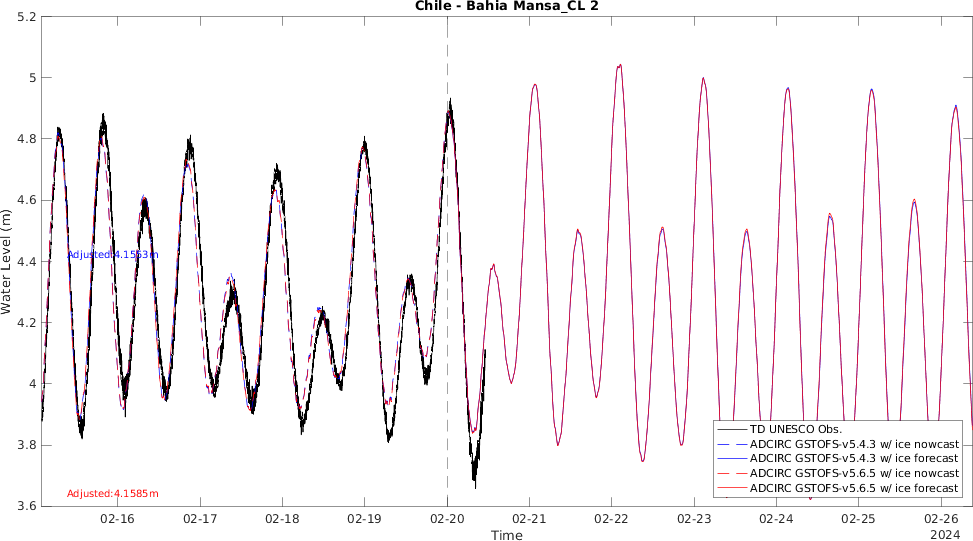 Chile - Bahia Mansa_CL 2
5.2
5
4.8
4.6
4.4
4.2
4
3.8
3.6
Water Level (m)
Adjusted:4.1553m
Adjusted:4.1585m
TD UNESCO Obs.
ADCIRC GSTOFS-v5.4.3 w/ ice nowcast
ADCIRC GSTOFS-v5.4.3 w/ ice forecast
ADCIRC GSTOFS-v5.6.5 w/ ice nowcast
ADCIRC GSTOFS-v5.6.5 w/ ice forecast
02-16 02-17 02-18 02-19 02-20 02-21 02-22 02-23 02-24 02-25 02-26
Time
2024